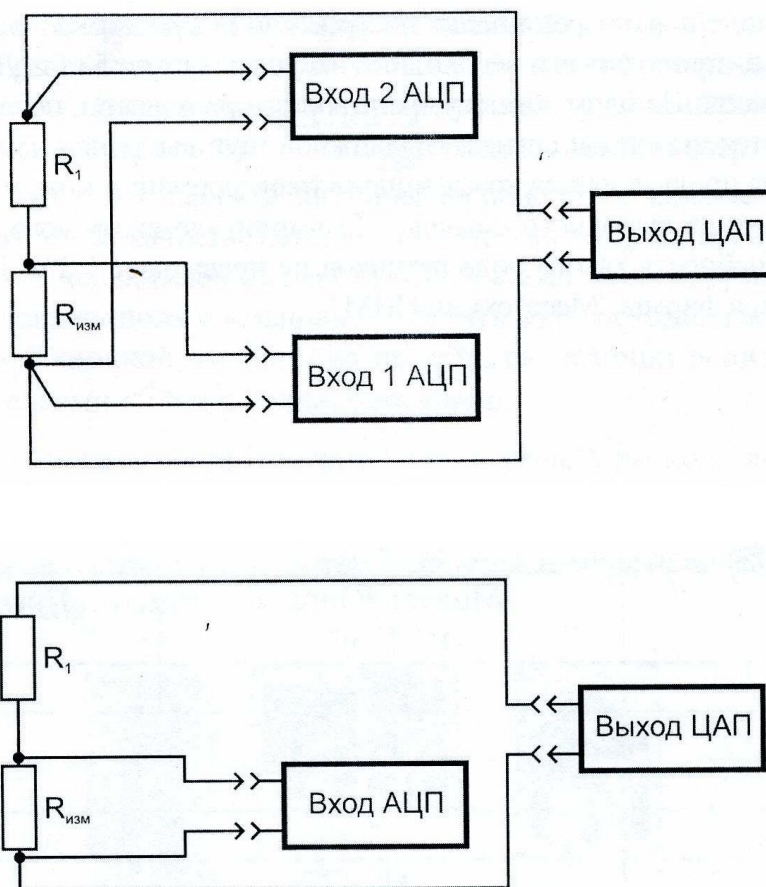 Вход 2 АЦП
R₁
Выход ЦАП
Rизм
Вход 1 АЦП
R₁
Выход ЦАП
Rизм
Вход АЦП